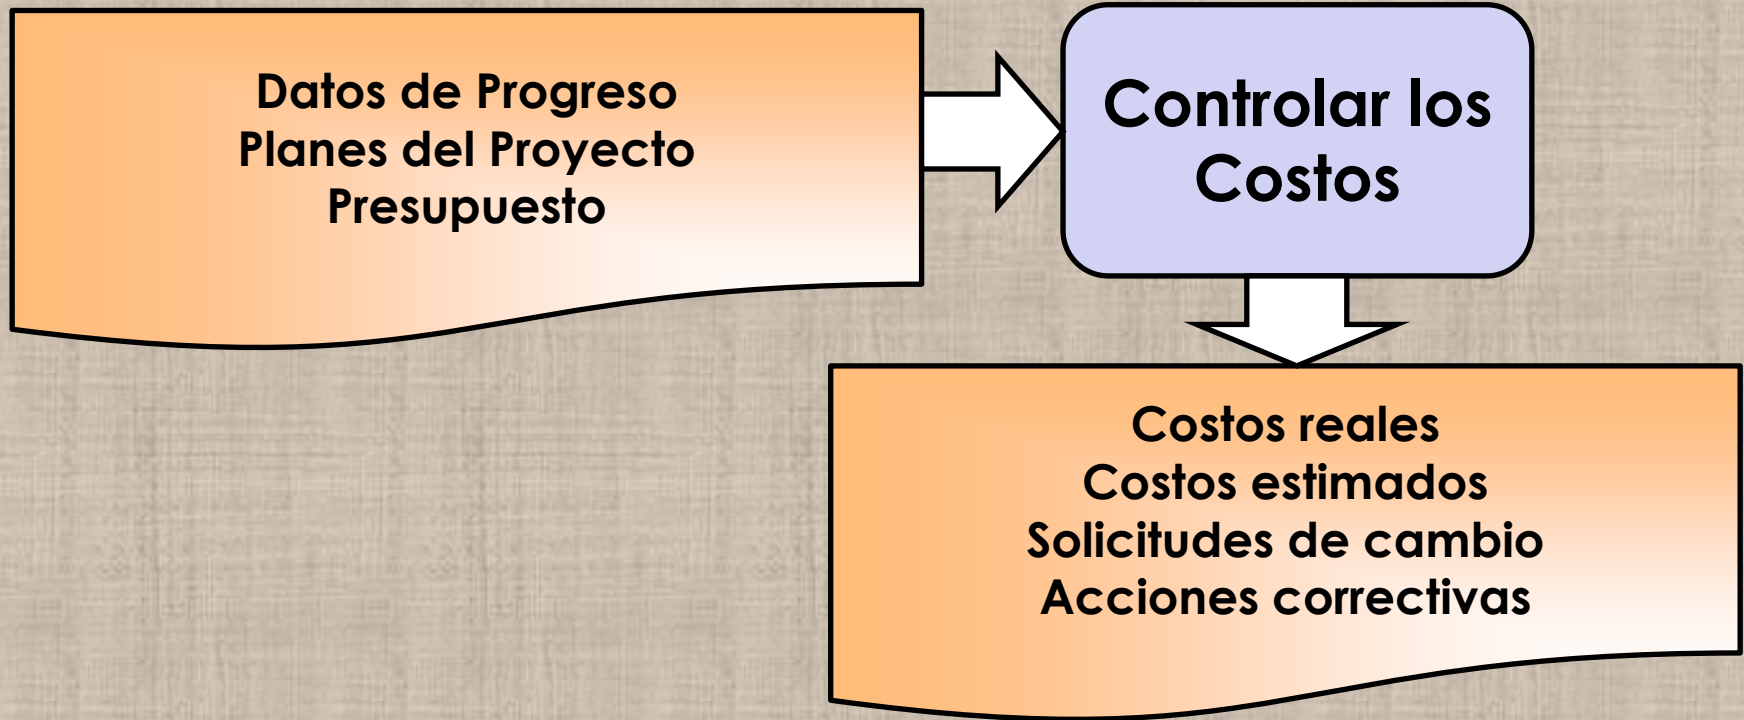 Datos de Progreso
Planes del Proyecto
Presupuesto
Controlar los
Costos
Costos reales
Costos estimados
Solicitudes de cambio
Acciones correctivas